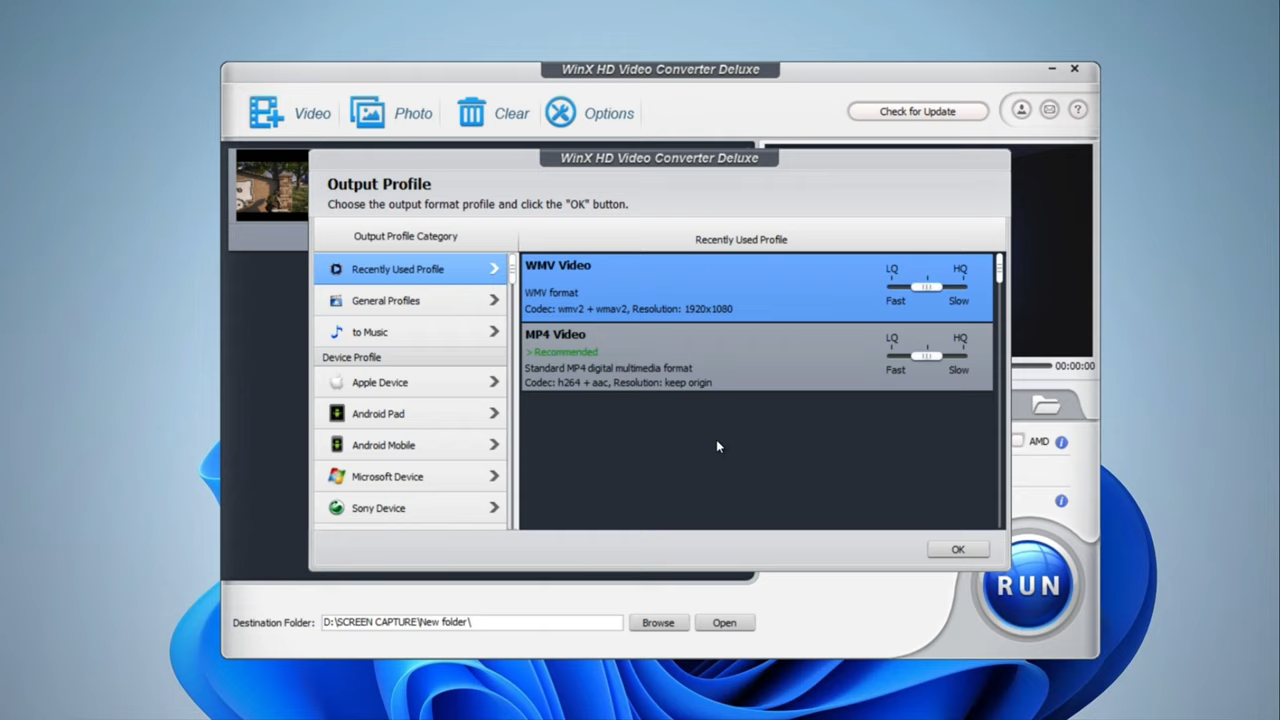 WinX HD Video Converter Deluxe
Video
Photo
Clear
Options
Check for Update
?
WinX HD Video Converter Deluxe
Output Profile
Choose the output format profile and click the "OK" button.
Output Profile Category
Recently Used Profile
Recently Used Profile
General Profiles
to Music
Device Profile
Apple Device
Android Pad
Android Mobile
Microsoft Device
Sony Device
WMV Video
WMV format
Codec: wmv2 + wmav2, Resolution: 1920x1080
LQ HQ
Fast Slow
MP4 Video
> Recommended
Standard MP4 digital multimedia format
Codec: h264 + aac, Resolution: keep origin
LQ HQ
Fast Slow
OK
00:00:00
AMD i
i
RUN
Destination Folder: D:\SCREEN CAPTURE\New folder\
Browse
Open